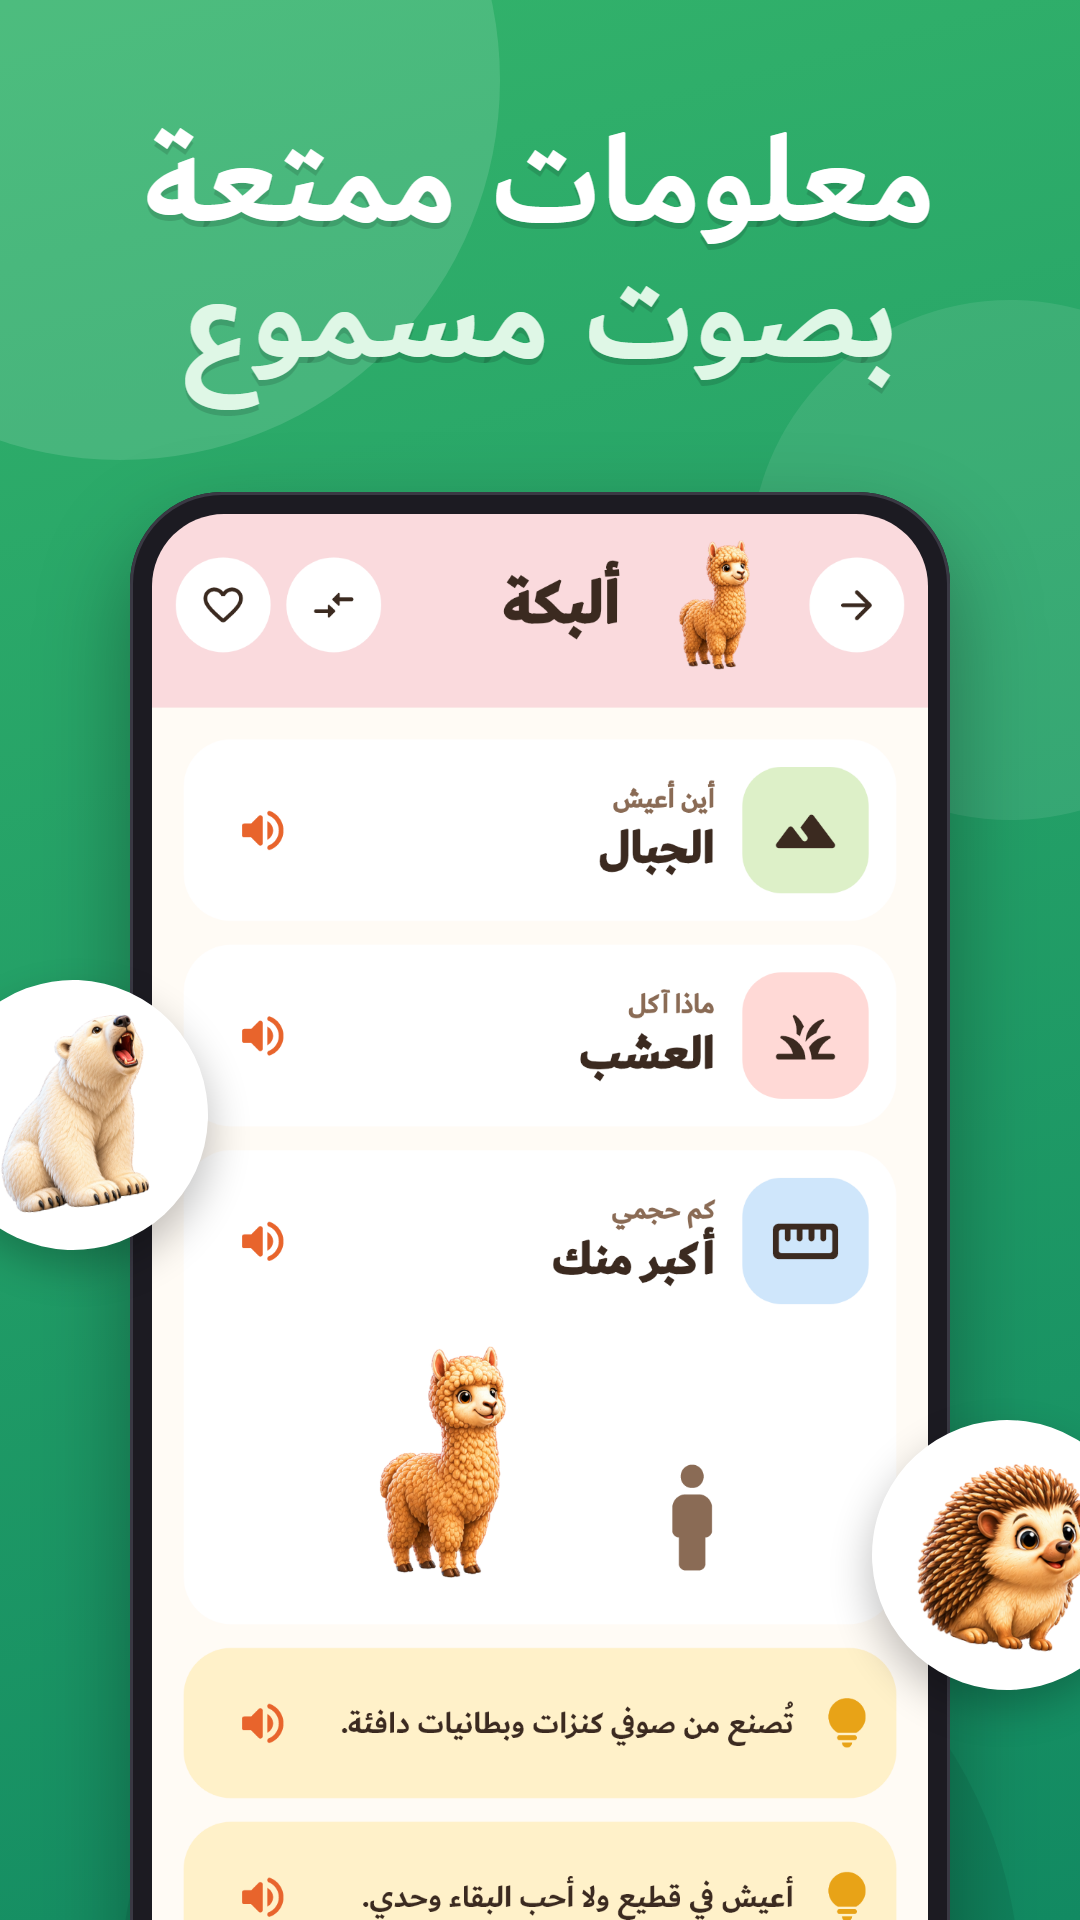 معلومات ممتعة
بصوت مسموع
ألبكة
أين أعيش
الجبال
ماذا آكل
العشب
كم حجمي
أكبر منك
تُصنع من صوفي كنزات وبطانيات دافئة.
أعيش في قطيع ولا أحب البقاء وحدي.